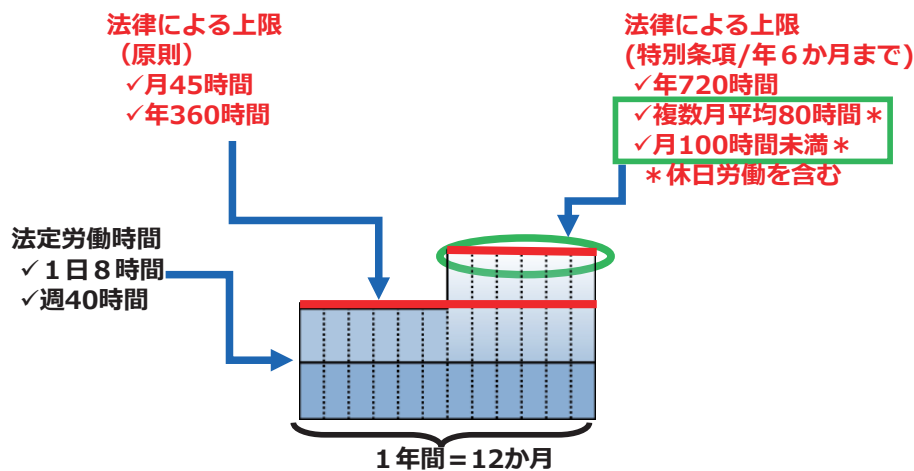 法律による上限
（原則）
✓月45時間
✓年360時間
法律による上限
(特別条項/年６か月まで)
✓年720時間
✓複数月平均80時間＊
✓月100時間未満＊
＊休日労働を含む
法定労働時間
✓１日８時間
✓週40時間
１年間＝12か月